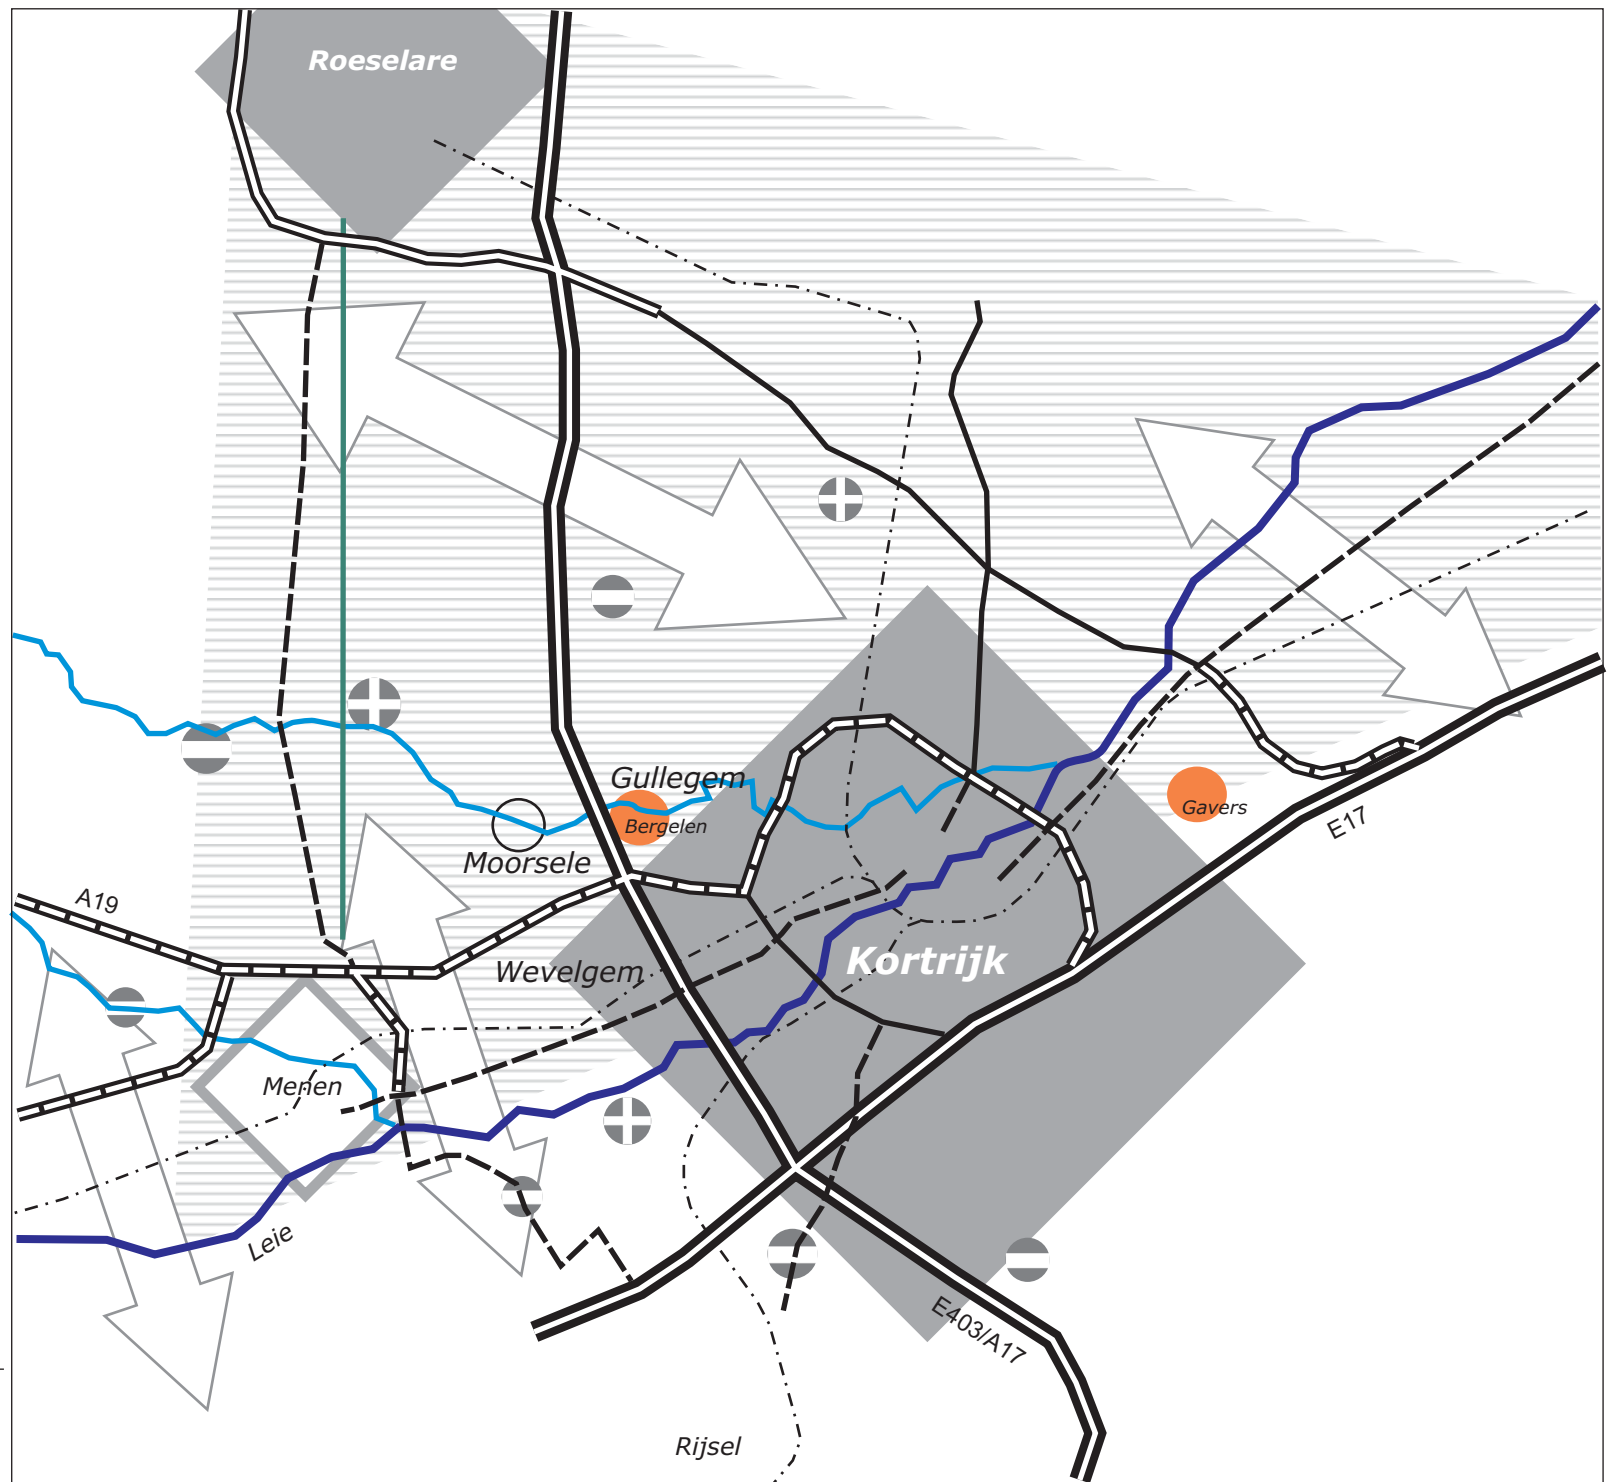 Roeselare
Gullegem
Bergelen
Gavers
E17
Moorsele
A19
Wevelgem
Kortrijk
Menen
Leie
E403/A17
Rijsel